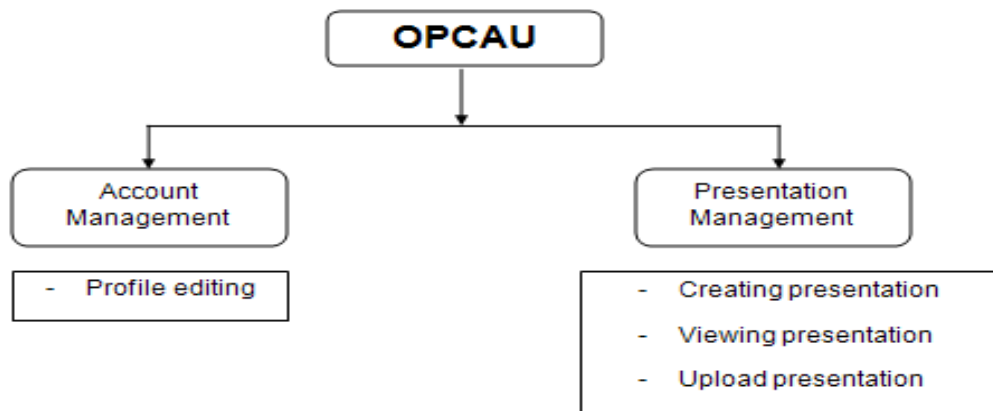 OPCAU
Account
Management
- Profile editing
Presentation
Management
- Creating presentation
- Viewing presentation
- Upload presentation